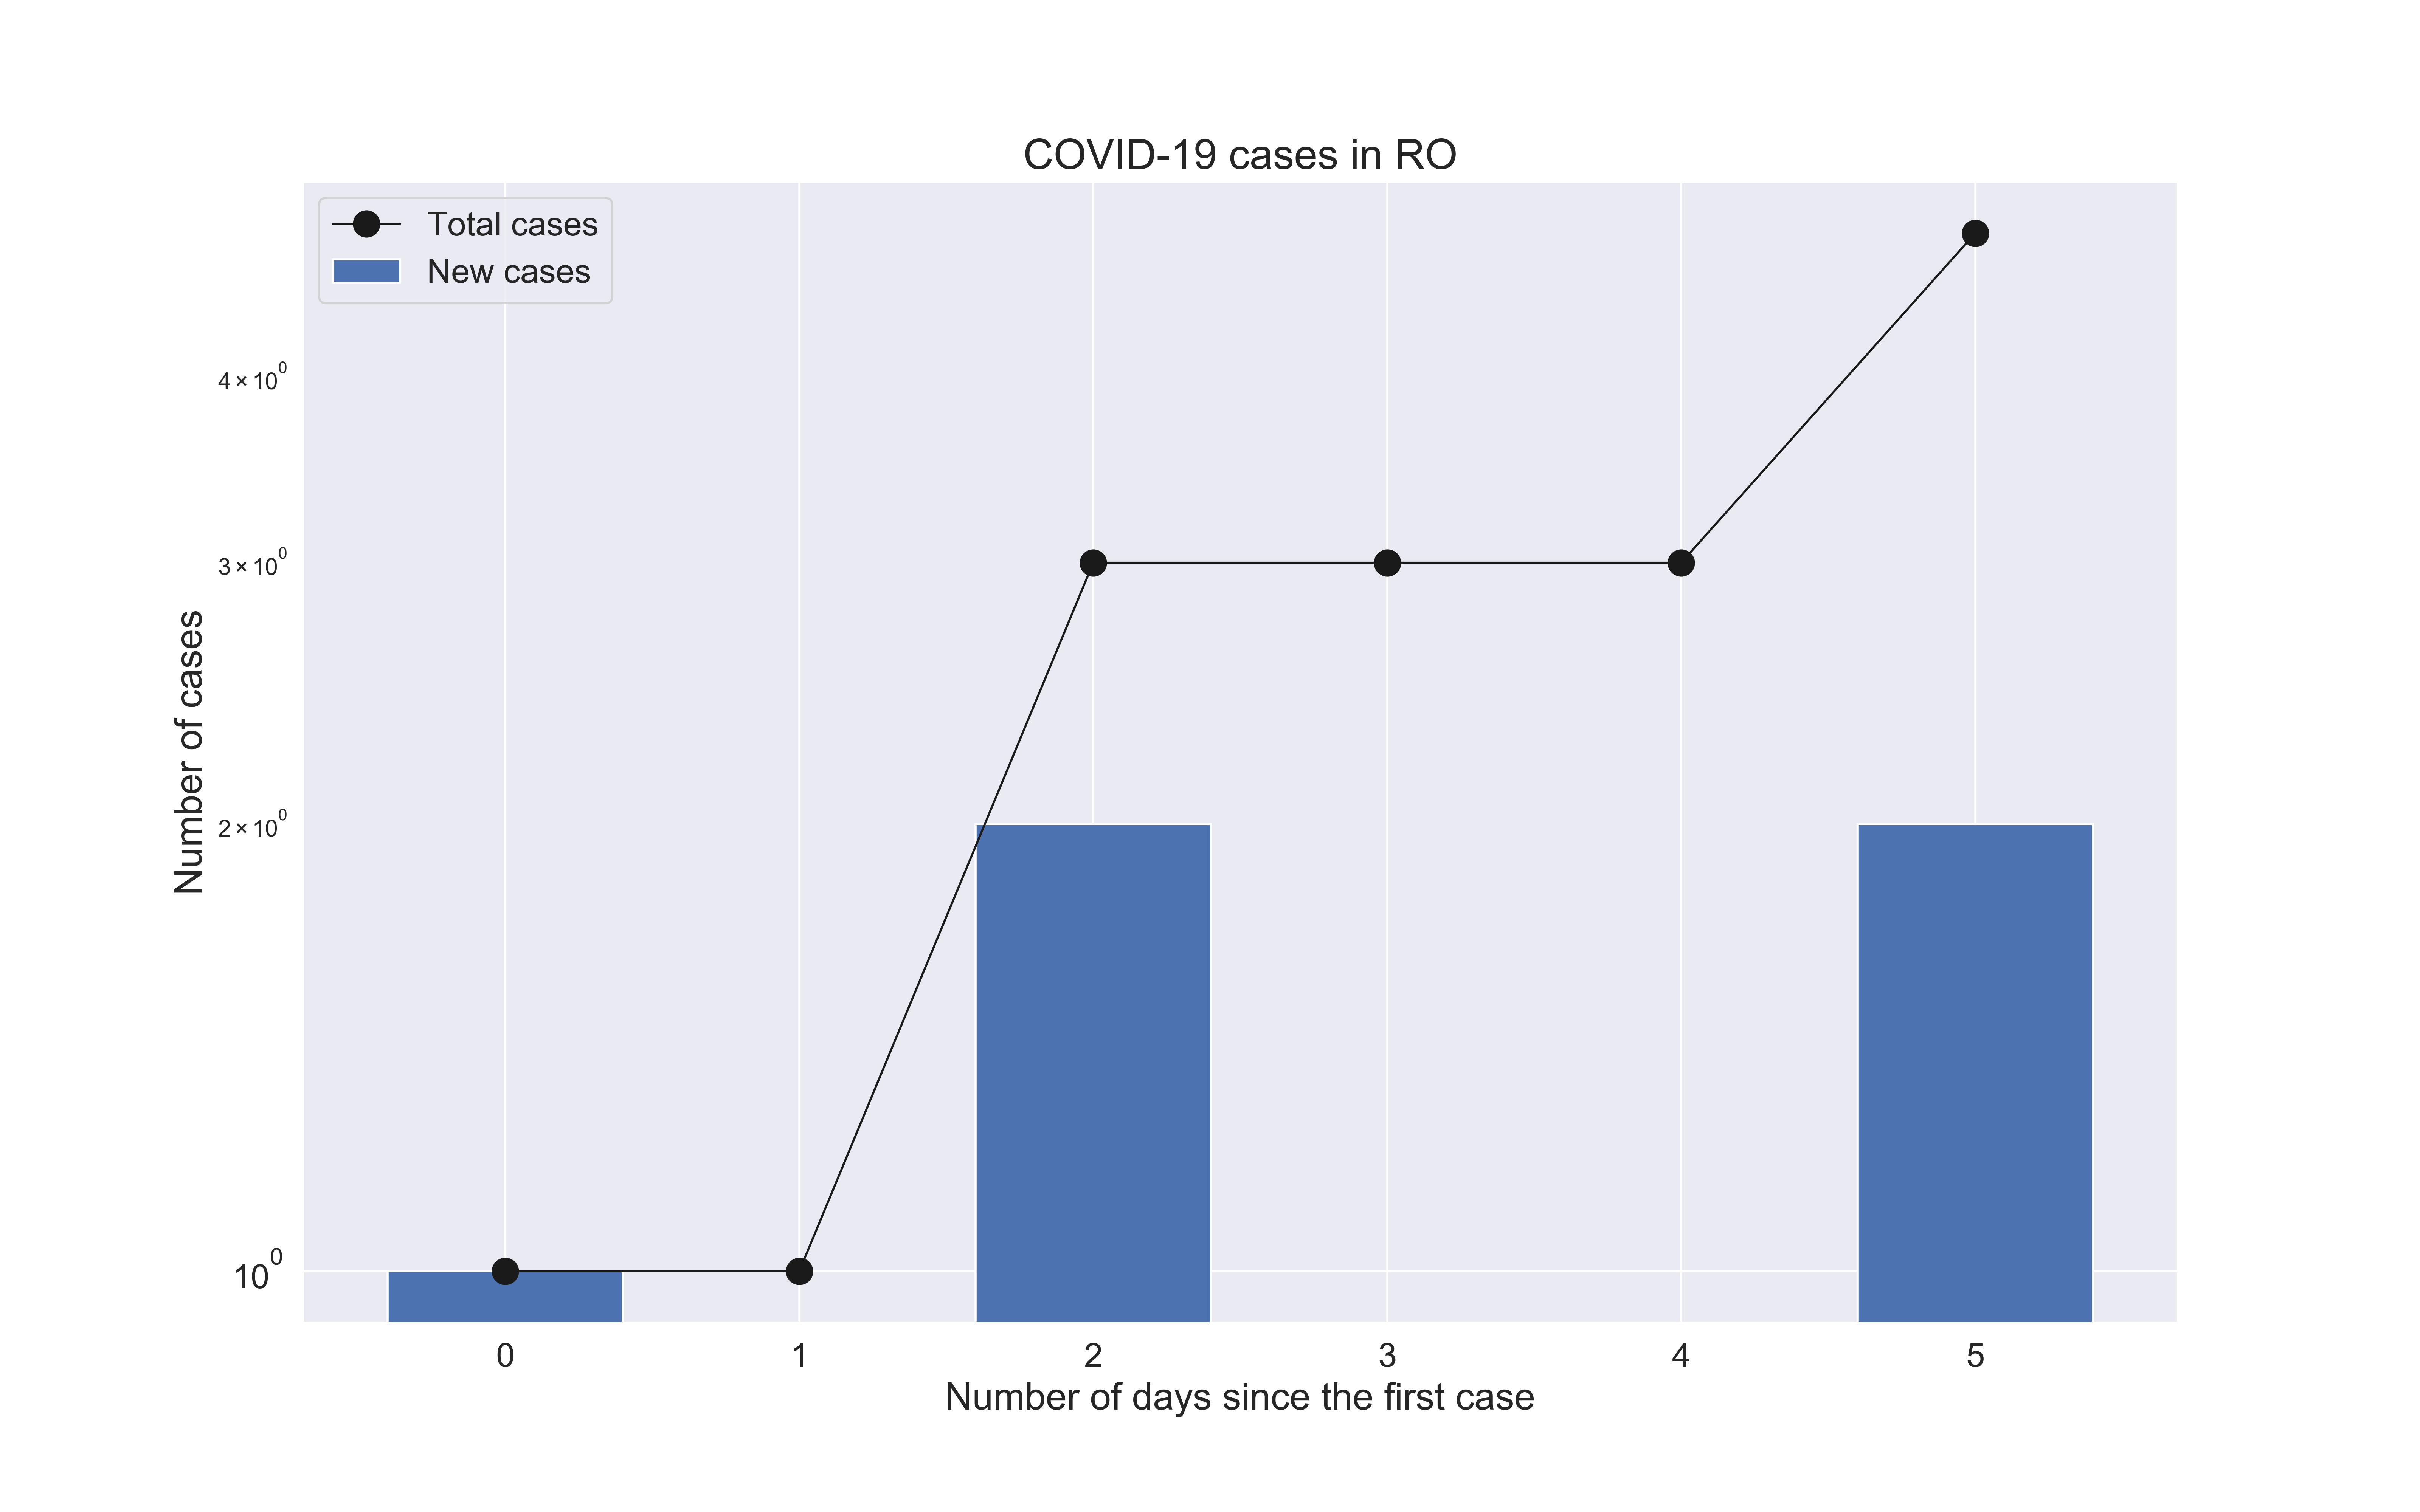 COVID-19 cases in RO
Total cases
New cases
4 × 10⁰
3 × 10⁰
2 × 10⁰
10⁰
Number of cases
0 1 2 3 4 5
Number of days since the first case